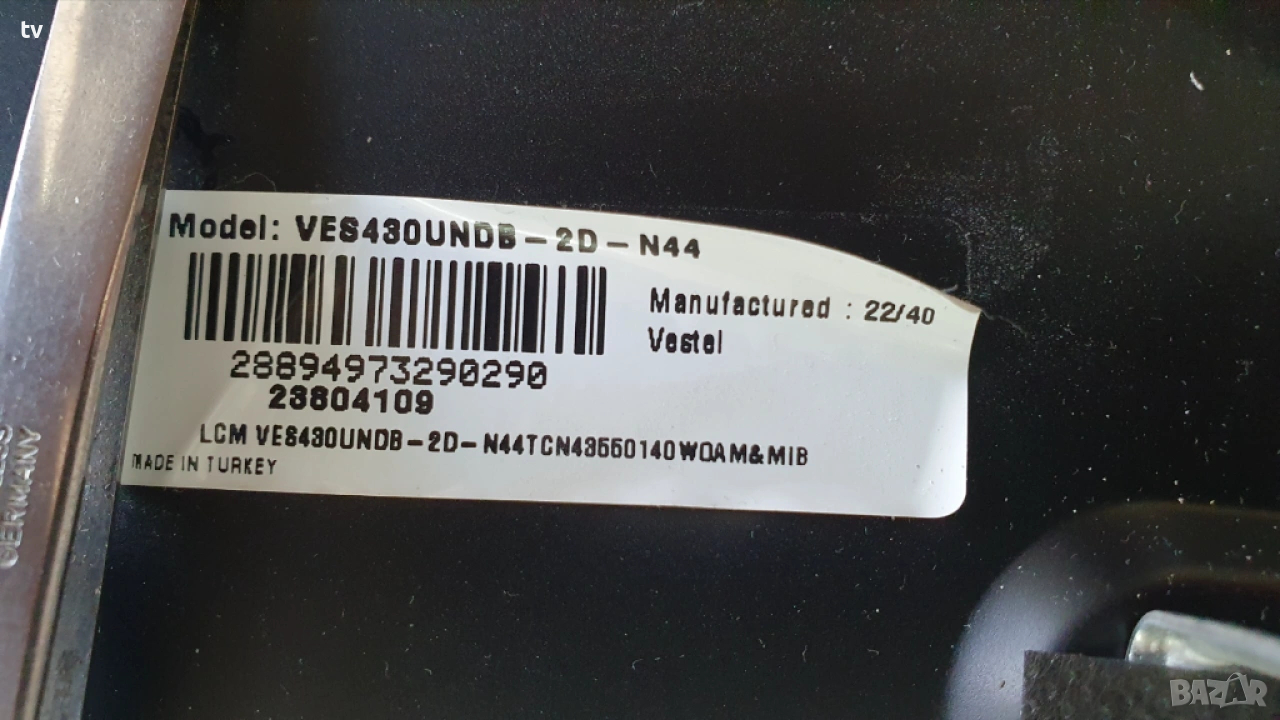 tv
Model: VES430UNDB-2D-N44
Manufactured : 22/40
Vestel
28894973290290
23804109
LCM VES430UNDB-2D-N44TCN43550140WOAM&MIB
MADE IN TURKEY
GERMANY
BAZAR